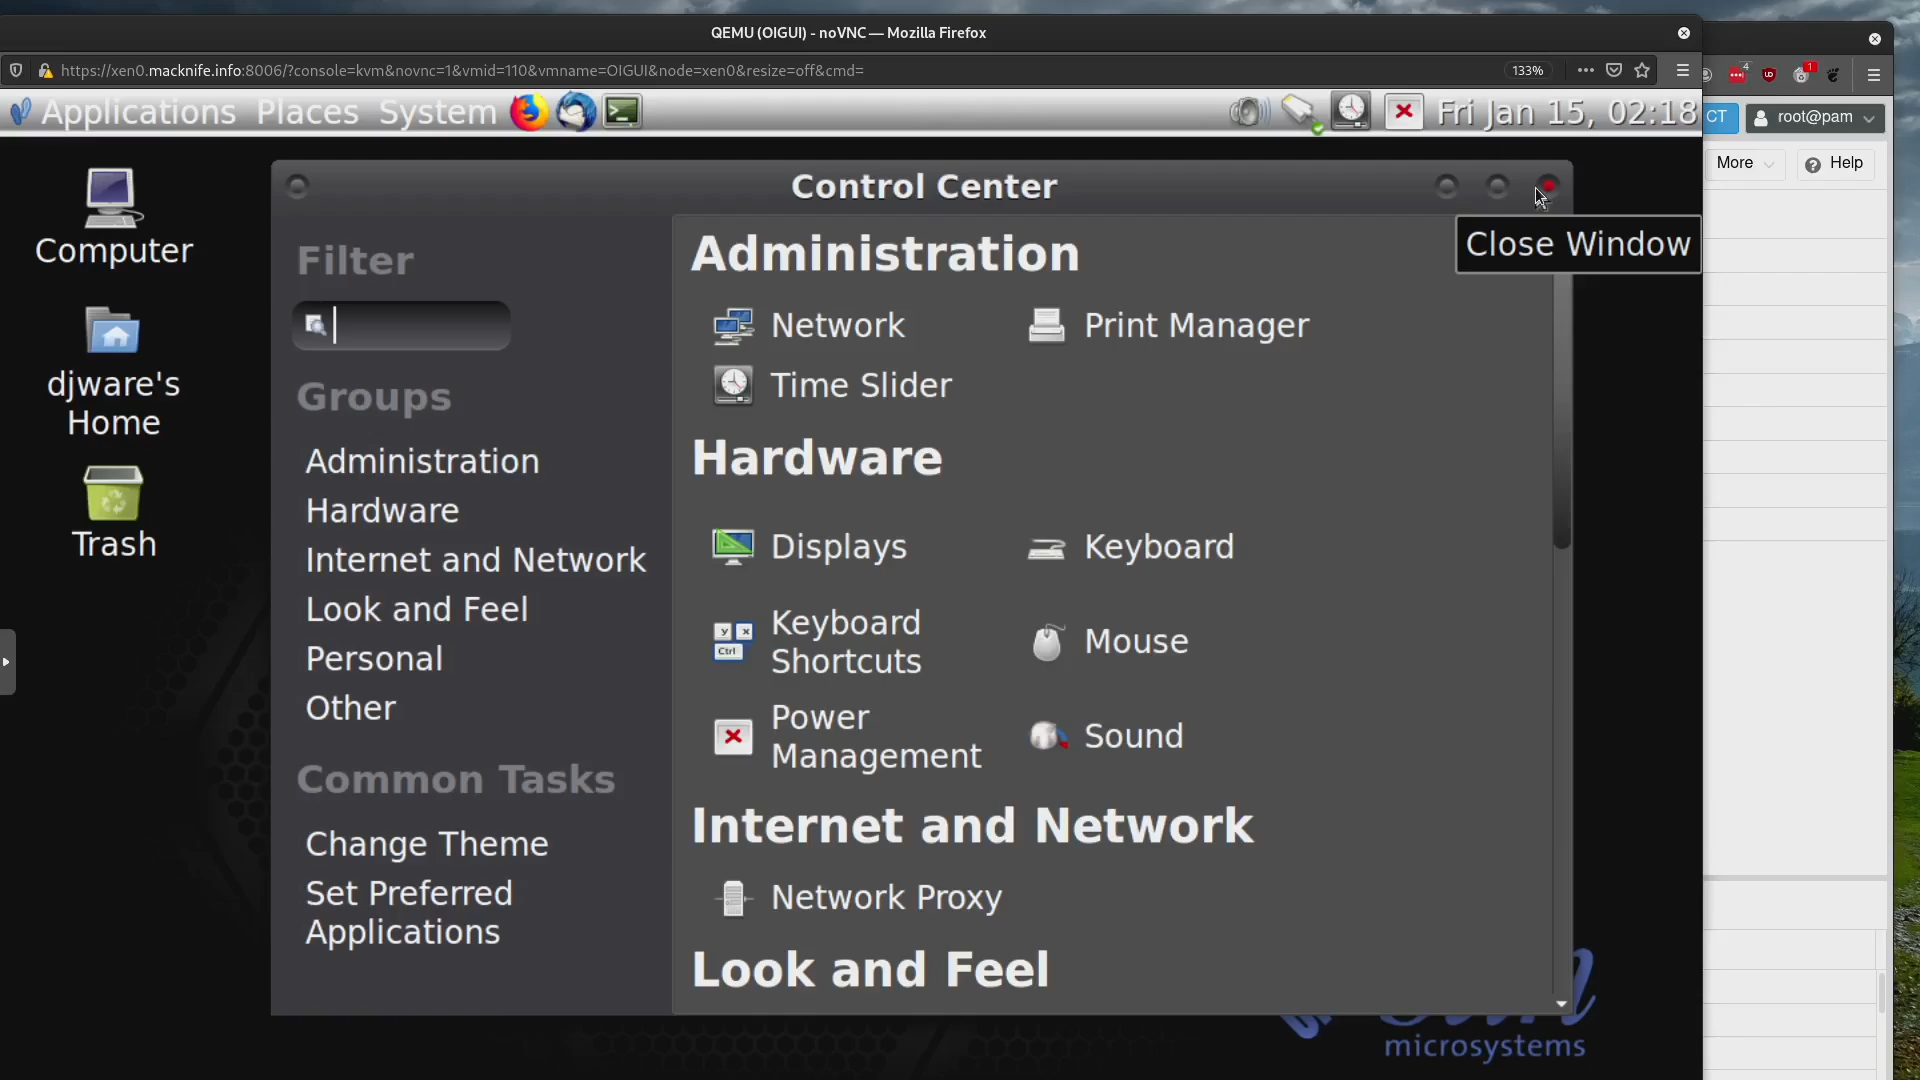 QEMU (OIGUI) - noVNC — Mozilla Firefox
https://xen0.macknife.info:8006/?console=kvm&novnc=1&vmid=110&vmname=OIGUI&node=xen0&resize=off&cmd=
133%
4
1
Applications Places System
Fri Jan 15, 02:18
CT
root@pam
More
Help
Computer
djware's
Home
Trash
Control Center
Close Window
Filter
Groups
Administration
Hardware
Internet and Network
Look and Feel
Personal
Other
Common Tasks
Change Theme
Set Preferred
Applications
Administration
Network
Print Manager
Time Slider
Hardware
Displays
Keyboard
Keyboard
Shortcuts
Mouse
Power
Management
Sound
Internet and Network
Network Proxy
Look and Feel
microsystems